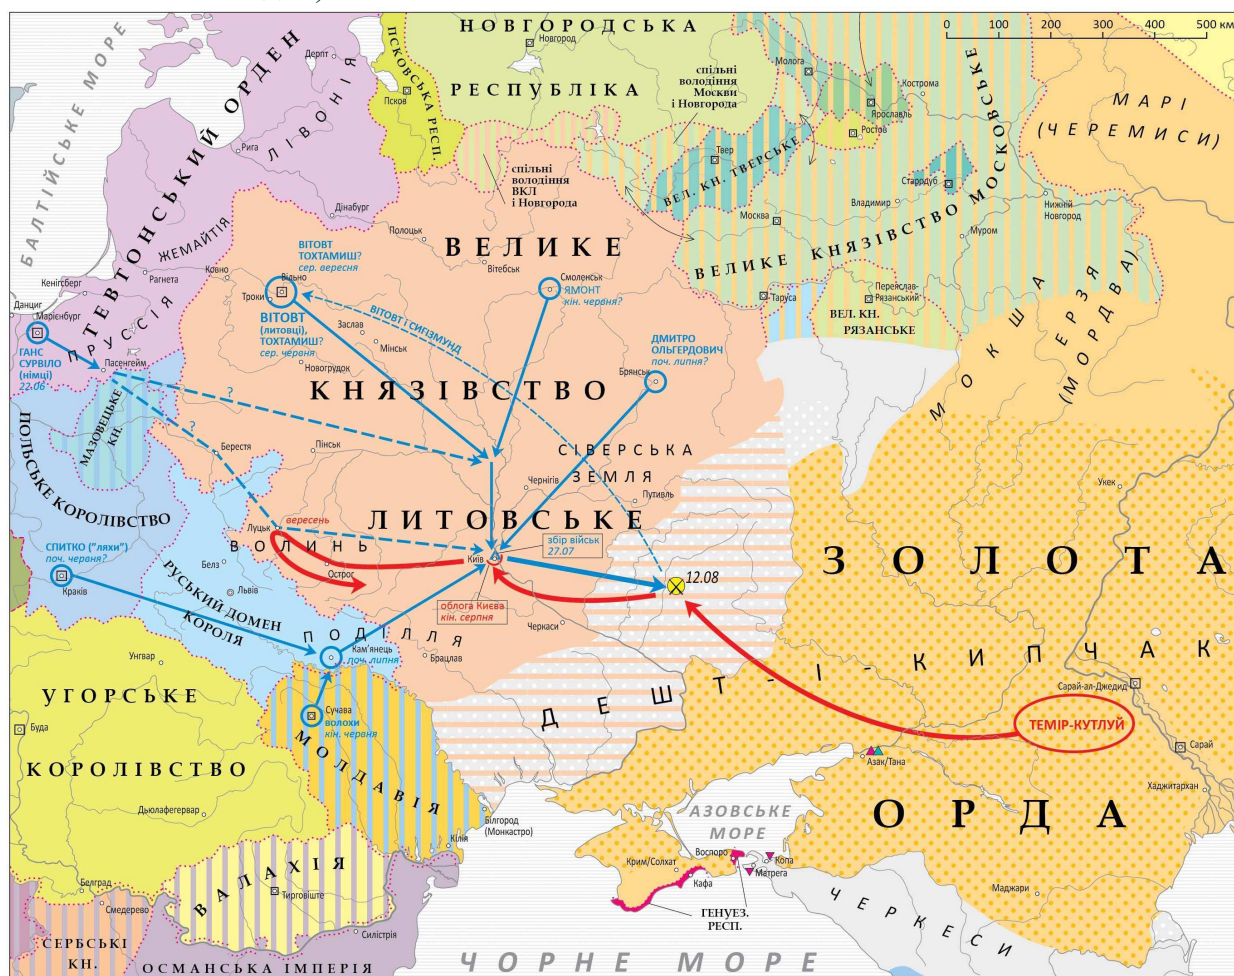 0 100 200 300 400 500 км
БАЛТІЙСЬКЕ МОРЕ
ТЕВТОНСЬКИЙ ОРДЕН
ЛІВОНІЯ
Дерпт
Рига
Дінабург
ЖЕМАЙТІЯ
Рагнета
Кенігсберг
Данциг
Марієнбург
ПРУССІЯ
Пасенгейм
ГАНС
СУРВІЛО
(німці)
22.06
ПСКОВСЬКА РЕСП.
Псков
НОВГОРОДСЬКА
Новгород
РЕСПУБЛІКА
спільні
володіння
Москви
і Новгорода
спільні
володіння
ВКЛ
і Новгорода
Молога
Кострома
Ярославль
Ростов
Твер
ВЕЛ. КН. ТВЕРСЬКЕ
Стародуб
Владимир
Москва
Нижній
Новгород
Муром
ВЕЛИКЕ КНЯЗІВСТВО МОСКОВСЬКЕ
МАРІ
(ЧЕРЕМИСИ)
Таруса
Переяслав-
Рязанський
ВЕЛ. КН.
РЯЗАНСЬКЕ
МОКША
ЕРЗЯ
(МОРДВА)
ВЕЛИКЕ
КНЯЗІВСТВО
ЛИТОВСЬКЕ
Полоцьк
Вітебськ
Ковно
Троки
Вільно
ВІТОВТ
ТОХТАМИШ?
сер. вересня
ВІТОВТ
(литовці),
ТОХТАМИШ?
сер. червня
Заслав
Мінськ
Новогрудок
Смоленськ
ЯМОНТ
кін. червня?
ВІТОВТ І СИГІЗМУНД
ДМИТРО
ОЛЬГЕРДОВИЧ
поч. липня?
Брянськ
?
?
МАЗОВЕЦЬКЕ
КН.
ПОЛЬСЬКЕ КОРОЛІВСТВО
Берестя
Пінськ
СІВЕРСЬКА
ЗЕМЛЯ
Чернігів
Путивль
Луцьк
вересень
ВОЛИНЬ
Острог
Белз
Львів
Київ
збір військ
27.07
12.08
облога Києва
кін. серпня
СПИТКО ("ляхи")
поч. червня?
Краків
РУСЬКИЙ ДОМЕН
КОРОЛЯ
ПОДІЛЛЯ
Кам'янець
поч. липня
Брацлав
Черкаси
Унгвар
УГОРСЬКЕ
Буда
КОРОЛІВСТВО
Дьюлафегервар
Сучава
волохи
кін. червня
МОЛДАВІЯ
Білгород
(Монкастро)
Кілія
ВАЛАХІЯ
Тирговіште
Белград
Смедерево
СЕРБСЬКІ
КН.
ОСМАНСЬКА ІМПЕРІЯ
Силістрія
ЗОЛОТА
ОРДА
Укек
ДЕШТ-І-КИПЧАК
Сарай-ал-Джедид
ТЕМІР-КУТЛУЙ
Сарай
Хаджитархан
Азак/Тана
АЗОВСЬКЕ
МОРЕ
Крим/Солхат
Воспоро
Копа
Матрега
Кафа
ГЕНУЕЗ.
РЕСП.
Маджари
ЧЕРКЕСИ
ЧОРНЕ МОРЕ